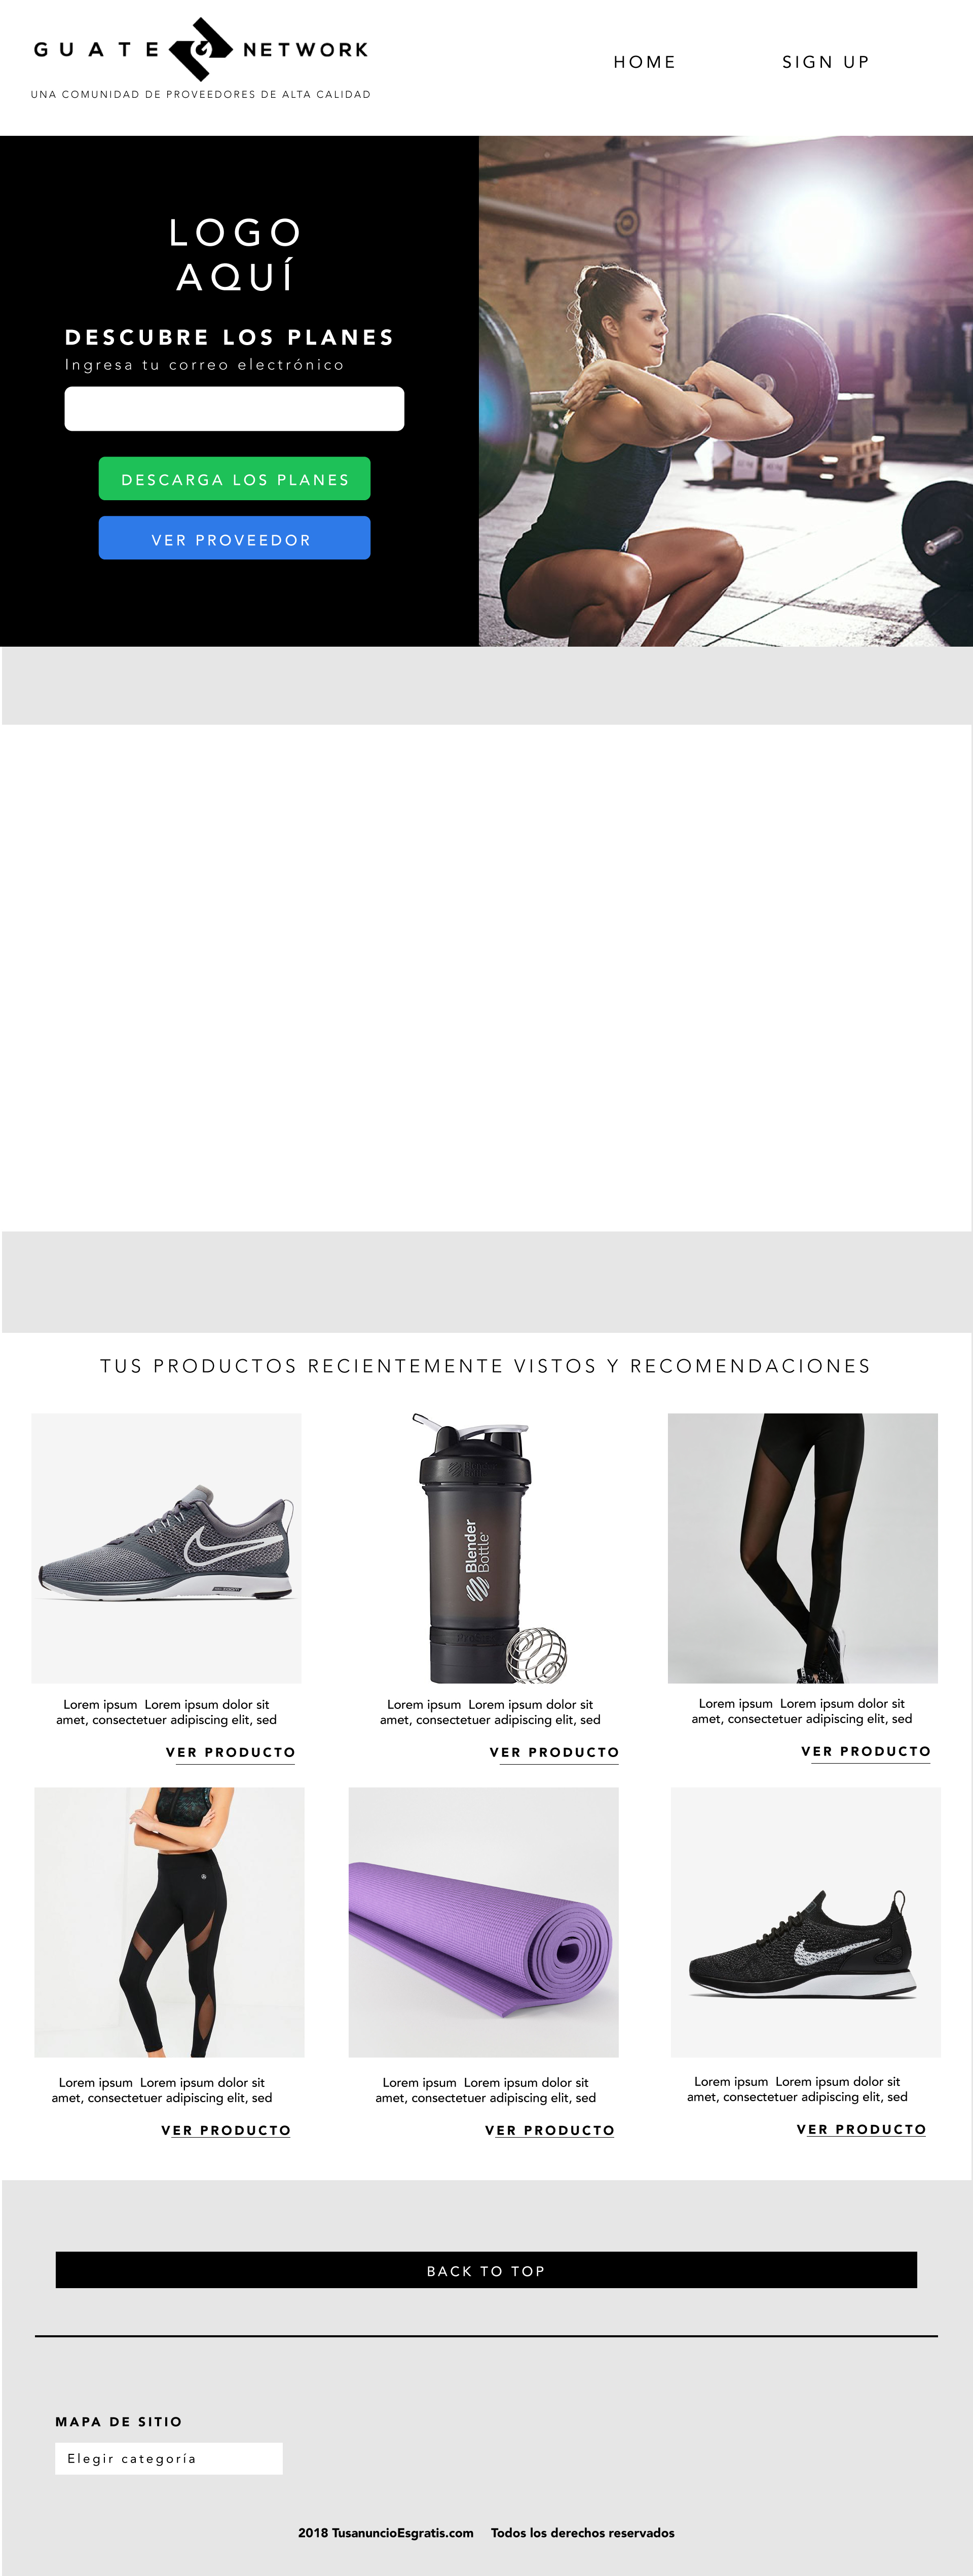 GUATE NETWORK
UNA COMUNIDAD DE PROVEEDORES DE ALTA CALIDAD
HOME
SIGN UP
LOGO
AQUÍ
DESCUBRE LOS PLANES
Ingresa tu correo electrónico
DESCARGA LOS PLANES
VER PROVEEDOR
TUS PRODUCTOS RECIENTEMENTE VISTOS Y RECOMENDACIONES
Blender
Bottle
Lorem ipsum Lorem ipsum dolor sit
amet, consectetuer adipiscing elit, sed
VER PRODUCTO
Lorem ipsum Lorem ipsum dolor sit
amet, consectetuer adipiscing elit, sed
VER PRODUCTO
Lorem ipsum Lorem ipsum dolor sit
amet, consectetuer adipiscing elit, sed
VER PRODUCTO
Lorem ipsum Lorem ipsum dolor sit
amet, consectetuer adipiscing elit, sed
VER PRODUCTO
Lorem ipsum Lorem ipsum dolor sit
amet, consectetuer adipiscing elit, sed
VER PRODUCTO
Lorem ipsum Lorem ipsum dolor sit
amet, consectetuer adipiscing elit, sed
VER PRODUCTO
BACK TO TOP
MAPA DE SITIO
Elegir categoría
2018 TusanuncioEsgratis.com Todos los derechos reservados